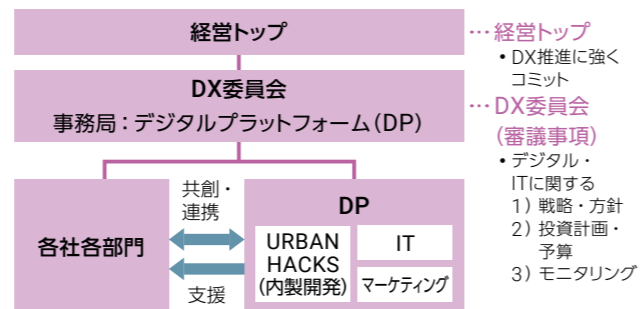 経営トップ
DX委員会
事務局：デジタルプラットフォーム（DP）
各社各部門
共創・
連携
支援
DP
URBAN
HACKS
(内製開発)
IT
マーケティング
…経営トップ
• DX推進に強く
コミット
…DX委員会
(審議事項)
• デジタル・
ITに関する
1）戦略・方針
2）投資計画・
予算
3）モニタリング